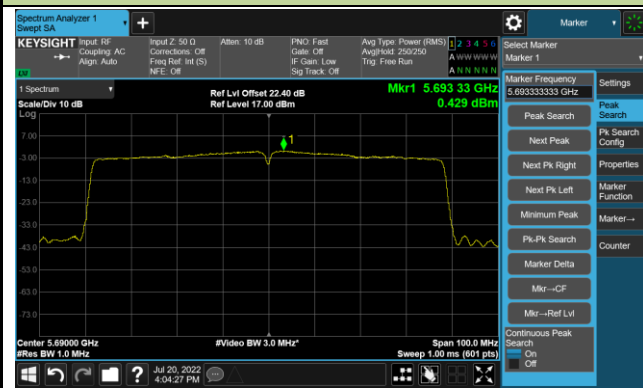 Spectrum Analyzer 1
Swept SA
Marker
KEYSIGHT
Input: RF
Coupling: AC
Align: Auto
Input Z: 50 Ω
Corrections: Off
Freq Ref: Int (S)
NFE: Off
Atten: 10 dB
PNO: Fast
Gate: Off
IF Gain: Low
Sig Track: Off
Avg Type: Power (RMS)
Avg|Hold: 250/250
Trig: Free Run
1 2 3 4 5 6
A W W W W W
A N N N N N
Select Marker
Marker 1
1 Spectrum
Scale/Div 10 dB
Log
Ref Lvl Offset 22.40 dB
Ref Level 17.00 dBm
Mkr1 5.693 33 GHz
0.429 dBm
7.00
-3.00
-13.0
-23.0
-33.0
-43.0
-53.0
-63.0
-73.0
1
Center 5.69000 GHz
#Res BW 1.0 MHz
#Video BW 3.0 MHz*
Span 100.0 MHz
Sweep 1.00 ms (601 pts)
Marker Frequency
5.693333333 GHz
Peak Search
Next Peak
Next Pk Right
Next Pk Left
Minimum Peak
Pk-Pk Search
Marker Delta
Mkr→CF
Mkr→Ref Lvl
Continuous Peak
Search
On
Off
Settings
Peak
Search
Pk Search
Config
Properties
Marker
Function
Marker→
Counter
Jul 20, 2022
4:04:27 PM